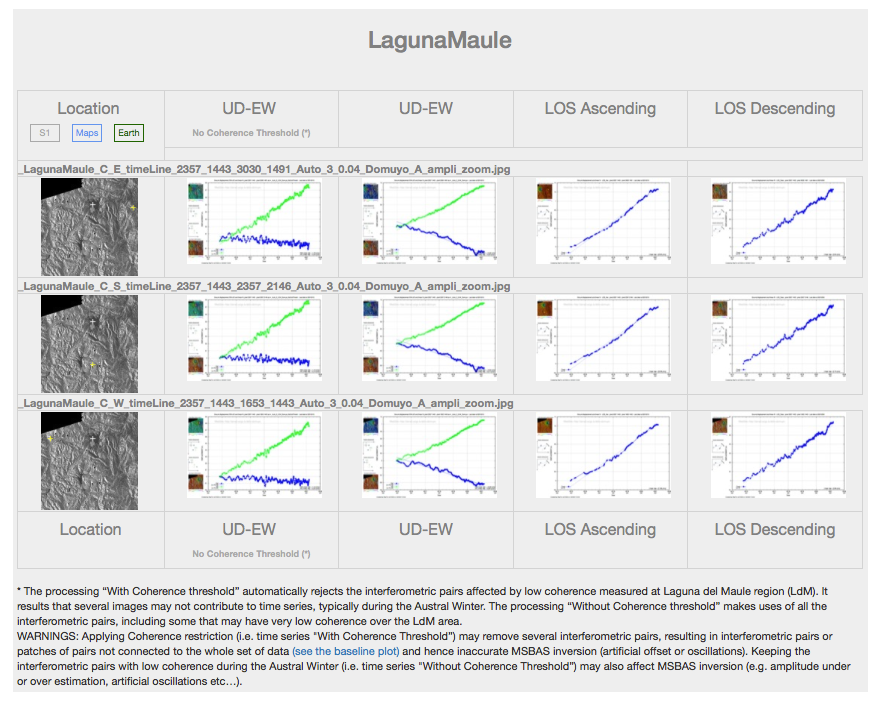 LagunaMaule
Location UD-EW UD-EW LOS Ascending LOS Descending
S1 Maps Earth No Coherence Threshold (*)
_LagunaMaule_C_E_timeLine_2357_1443_3030_1491_Auto_3_0.04_Domuyo_A_ampli_zoom.jpg
_LagunaMaule_C_S_timeLine_2357_1443_2357_2146_Auto_3_0.04_Domuyo_A_ampli_zoom.jpg
_LagunaMaule_C_W_timeLine_2357_1443_1653_1443_Auto_3_0.04_Domuyo_A_ampli_zoom.jpg
Location UD-EW UD-EW LOS Ascending LOS Descending
No Coherence Threshold (*)
* The processing “With Coherence threshold” automatically rejects the interferometric pairs affected by low coherence measured at Laguna del Maule region (LdM). It
results that several images may not contribute to time series, typically during the Austral Winter. The processing “Without Coherence threshold” makes uses of all the
interferometric pairs, including some that may have very low coherence over the LdM area.
WARNINGS: Applying Coherence restriction (i.e. time series "With Coherence Threshold") may remove several interferometric pairs, resulting in interferometric pairs or
patches of pairs not connected to the whole set of data (see the baseline plot) and hence inaccurate MSBAS inversion (artificial offset or oscillations). Keeping the
interferometric pairs with low coherence during the Austral Winter (i.e. time series "Without Coherence Threshold") may also affect MSBAS inversion (e.g. amplitude under
or over estimation, artificial oscillations etc…).